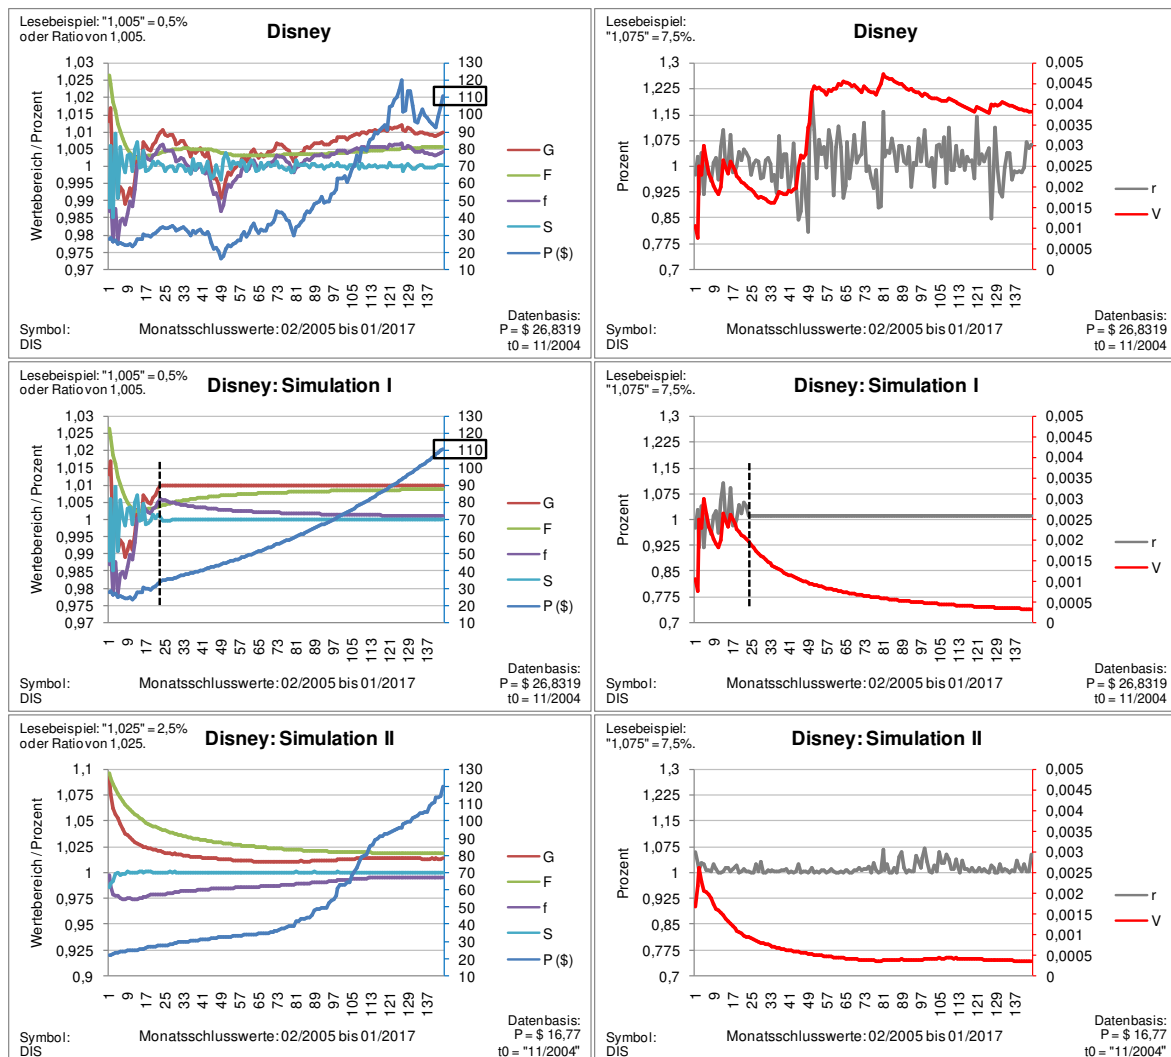 Lesebeispiel: "1,005" = 0,5%
oder Ratio von 1,005.
Disney
Wertebereich / Prozent
1,03
1,025
1,02
1,015
1,01
1,005
1
0,995
0,99
0,985
0,98
0,975
0,97
130
120
110
100
90
80
70
60
50
40
30
20
10
G
F
f
S
P ($)
1 9 17 25 33 41 49 57 65 73 81 89 97 105 113 121 129 137
Symbol:
DIS
Monatsschlusswerte: 02/2005 bis 01/2017
Datenbasis:
P = $ 26,8319
t0 = 11/2004
Lesebeispiel:
"1,075" = 7,5%.
Disney
Prozent
1,3
1,225
1,15
1,075
1
0,925
0,85
0,775
0,7
0,005
0,0045
0,004
0,0035
0,003
0,0025
0,002
0,0015
0,001
0,0005
0
r
V
1 9 17 25 33 41 49 57 65 73 81 89 97 105 113 121 129 137
Symbol:
DIS
Monatsschlusswerte: 02/2005 bis 01/2017
Datenbasis:
P = $ 26,8319
t0 = 11/2004
Lesebeispiel: "1,005" = 0,5%
oder Ratio von 1,005.
Disney: Simulation I
Wertebereich / Prozent
1,03
1,025
1,02
1,015
1,01
1,005
1
0,995
0,99
0,985
0,98
0,975
0,97
130
120
110
100
90
80
70
60
50
40
30
20
10
G
F
f
S
P ($)
1 9 17 25 33 41 49 57 65 73 81 89 97 105 113 121 129 137
Symbol:
DIS
Monatsschlusswerte: 02/2005 bis 01/2017
Datenbasis:
P = $ 26,8319
t0 = 11/2004
Lesebeispiel:
"1,075" = 7,5%.
Disney: Simulation I
Prozent
1,3
1,225
1,15
1,075
1
0,925
0,85
0,775
0,7
0,005
0,0045
0,004
0,0035
0,003
0,0025
0,002
0,0015
0,001
0,0005
0
r
V
1 9 17 25 33 41 49 57 65 73 81 89 97 105 113 121 129 137
Symbol:
DIS
Monatsschlusswerte: 02/2005 bis 01/2017
Datenbasis:
P = $ 26,8319
t0 = 11/2004
Lesebeispiel: "1,025" = 2,5%
oder Ratio von 1,025.
Disney: Simulation II
Wertebereich / Prozent
1,1
1,075
1,05
1,025
1
0,975
0,95
0,925
0,9
130
120
110
100
90
80
70
60
50
40
30
20
10
G
F
f
S
P ($)
1 9 17 25 33 41 49 57 65 73 81 89 97 105 113 121 129 137
Symbol:
DIS
Monatsschlusswerte: 02/2005 bis 01/2017
Datenbasis:
P = $ 16,77
t0 = "11/2004"
Lesebeispiel:
"1,075" = 7,5%.
Disney: Simulation II
Prozent
1,3
1,225
1,15
1,075
1
0,925
0,85
0,775
0,7
0,005
0,0045
0,004
0,0035
0,003
0,0025
0,002
0,0015
0,001
0,0005
0
r
V
1 9 17 25 33 41 49 57 65 73 81 89 97 105 113 121 129 137
Symbol:
DIS
Monatsschlusswerte: 02/2005 bis 01/2017
Datenbasis:
P = $ 16,77
t0 = "11/2004"